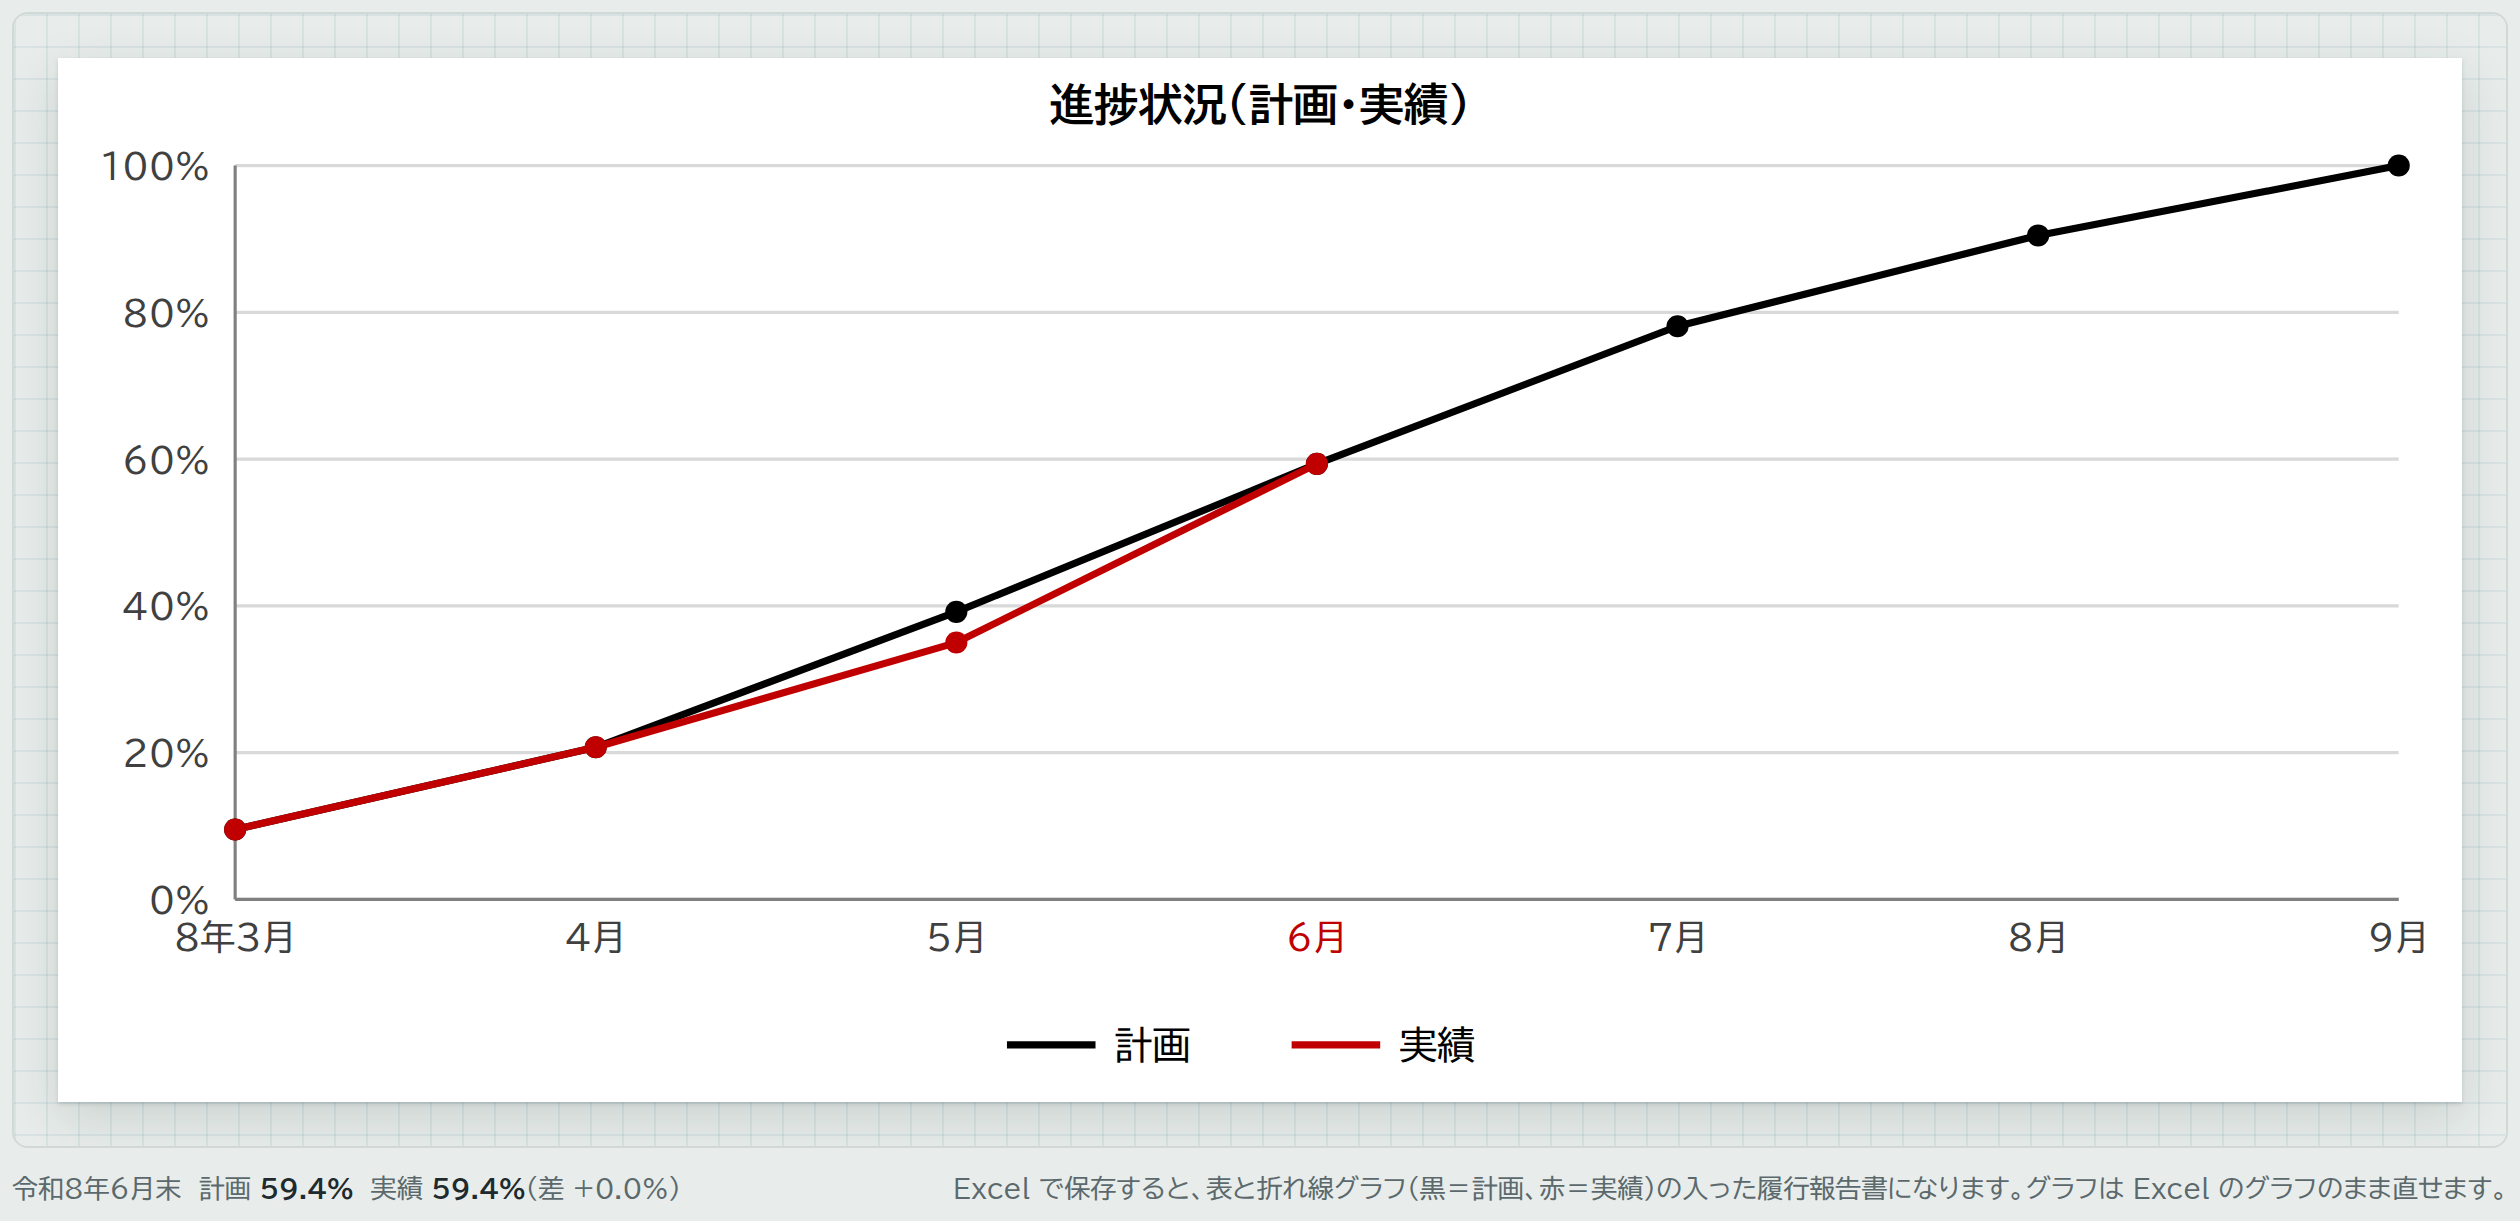 進捗状況（計画・実績）
100%
80%
60%
40%
20%
0%
8年3月 4月 5月 6月 7月 8月 9月
計画 実績
令和8年6月末 計画 59.4% 実績 59.4%（差 +0.0%）
Excel で保存すると、表と折れ線グラフ（黒＝計画、赤＝実績）の入った履行報告書になります。グラフは Excel のグラフのまま直せます。